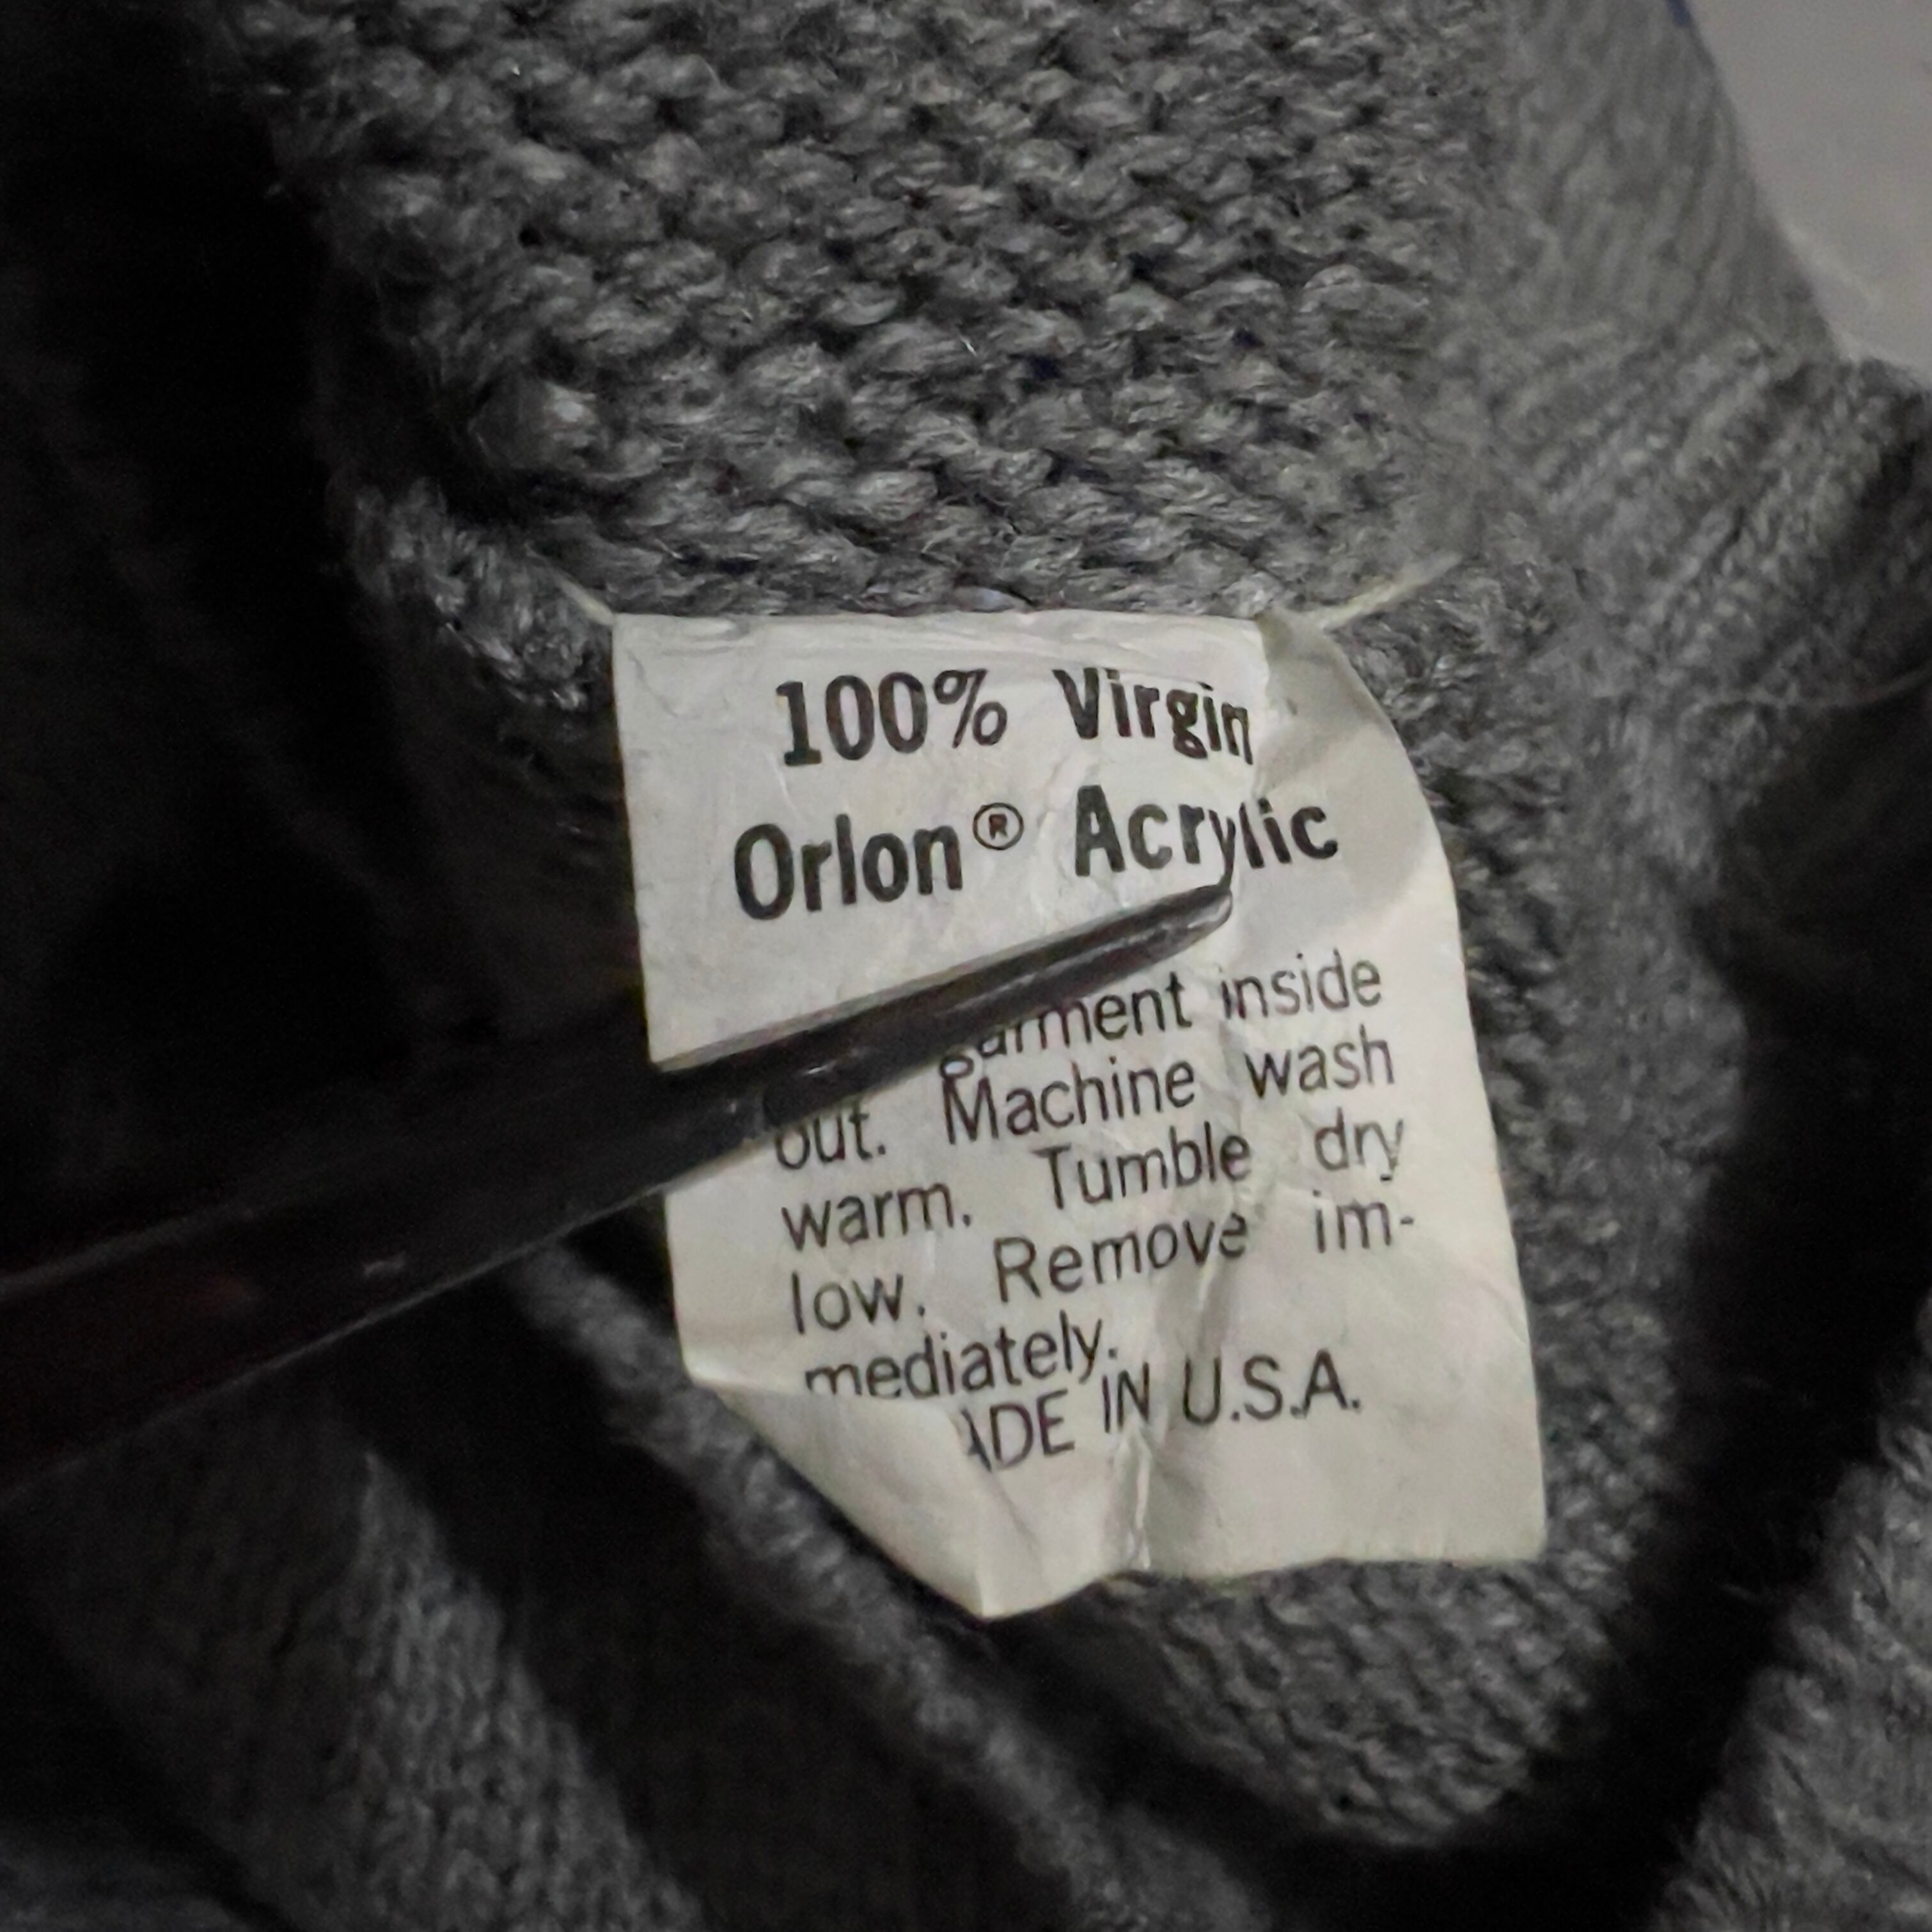 100% Virgin
Orlon® Acrylic
garment inside
out. Machine wash
warm. Tumble dry
low. Remove im-
mediately.
ADE IN U.S.A.